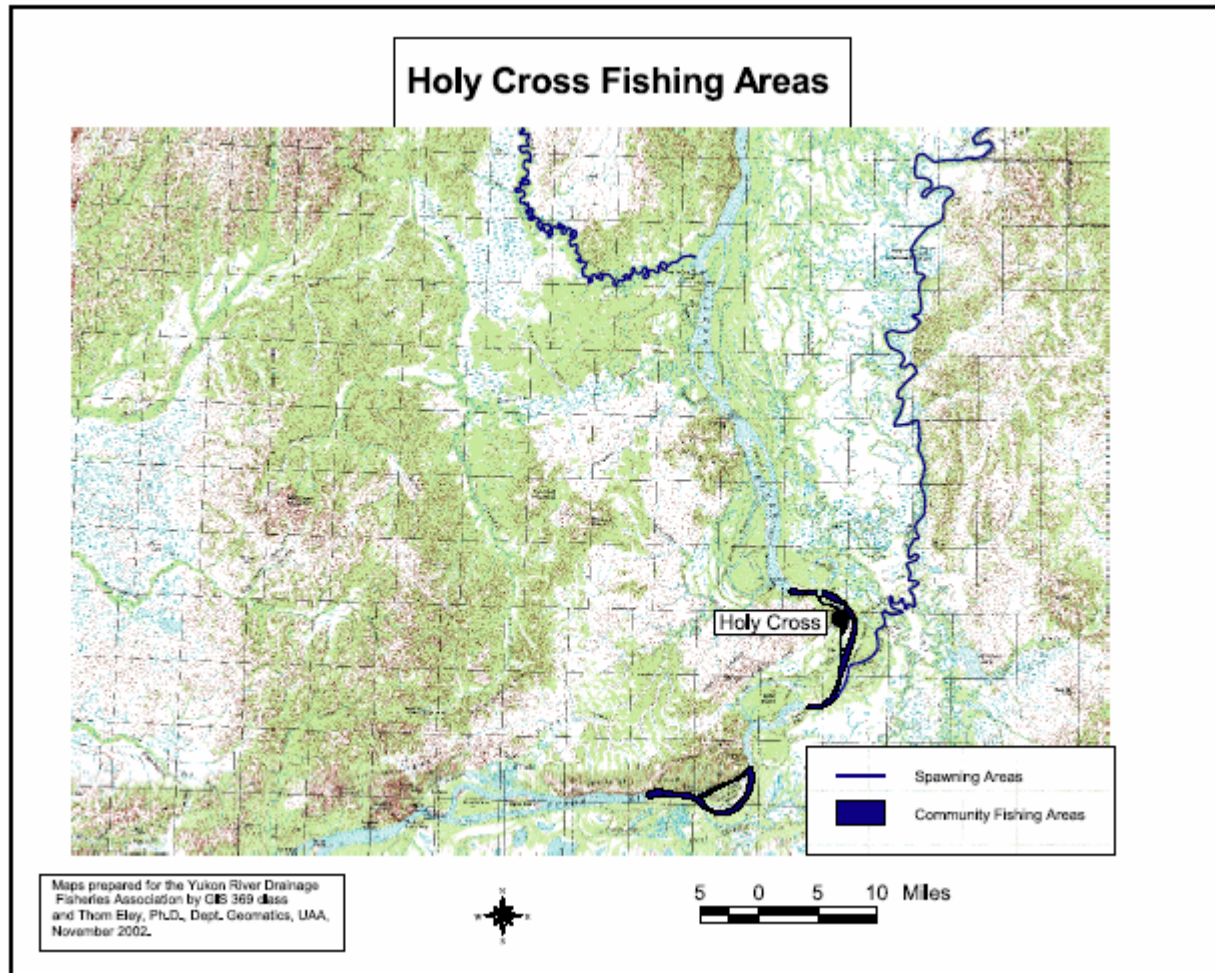 Holy Cross Fishing Areas
Holy Cross
Spawning Areas
Community Fishing Areas
Maps prepared for the Yukon River Drainage
Fisheries Association by GIS 369 class
and Thom Eley, Ph.D., Dept. Geomatics, UAA,
November 2002.
N
W E
S
5 0 5 10 Miles